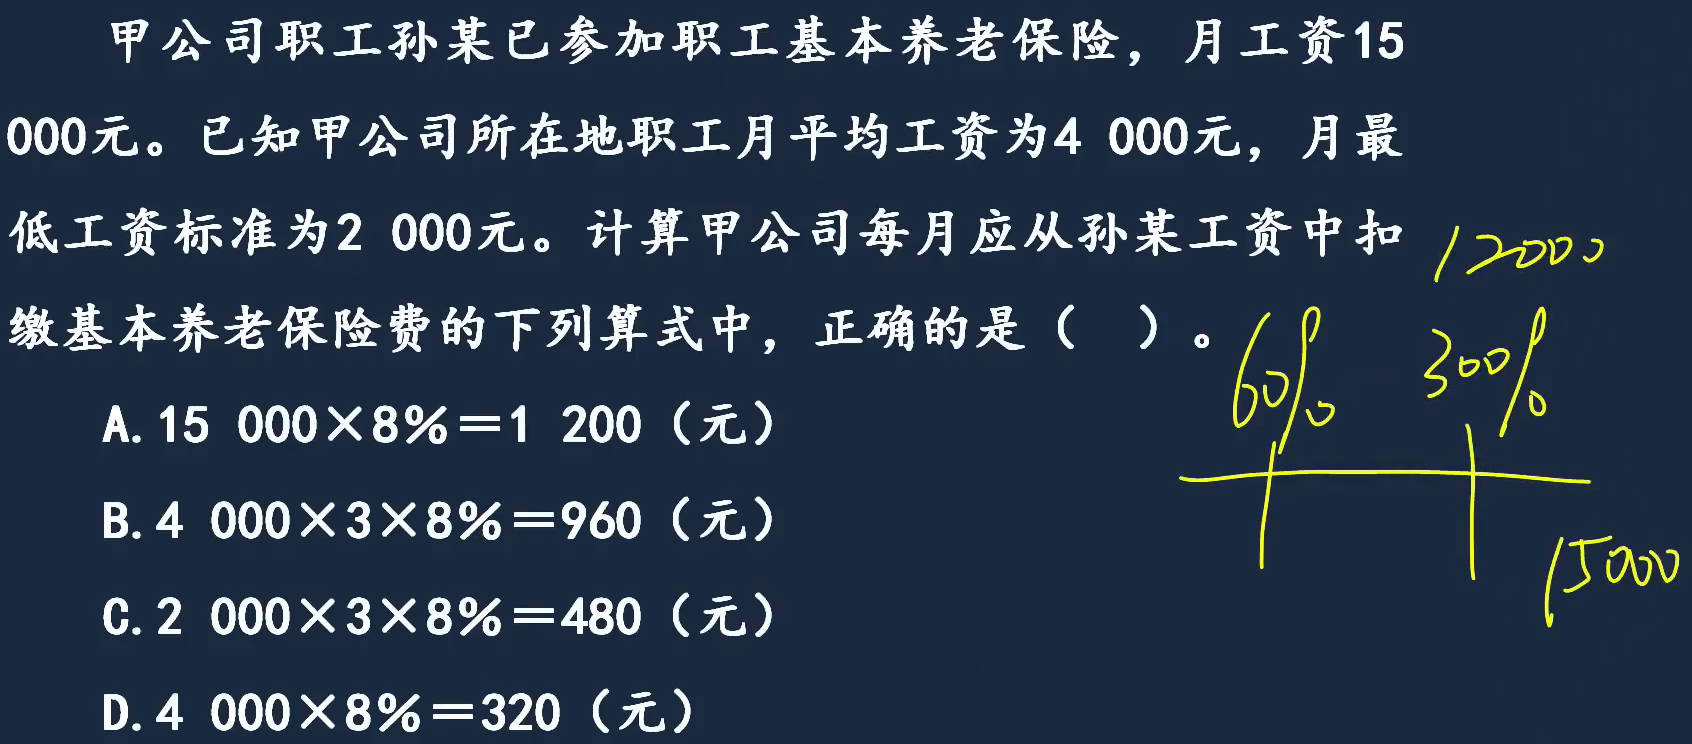 甲公司职工孙某已参加职工基本养老保险，月工资15
000元。已知甲公司所在地职工月平均工资为4 000元，月最
低工资标准为2 000元。计算甲公司每月应从孙某工资中扣
缴基本养老保险费的下列算式中，正确的是（ ）。
A.15 000×8%=1 200（元）
B.4 000×3×8%=960（元）
C.2 000×3×8%=480（元）
D.4 000×8%=320（元）
12000
60% 300%
15000